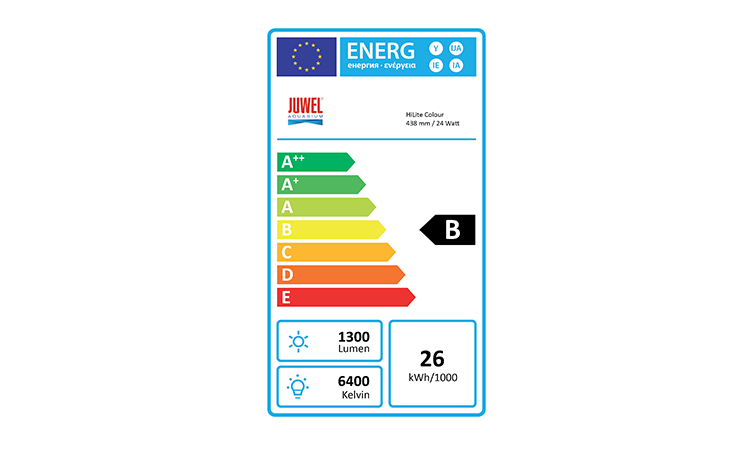 ENERG
Y IJA
енергия · ενέργεια
IE IA
JUWEL
AQUARIUM
HiLite Colour
438 mm / 24 Watt
A++
A+
A
B
B
C
D
E
1300
Lumen
6400
Kelvin
26
kWh/1000